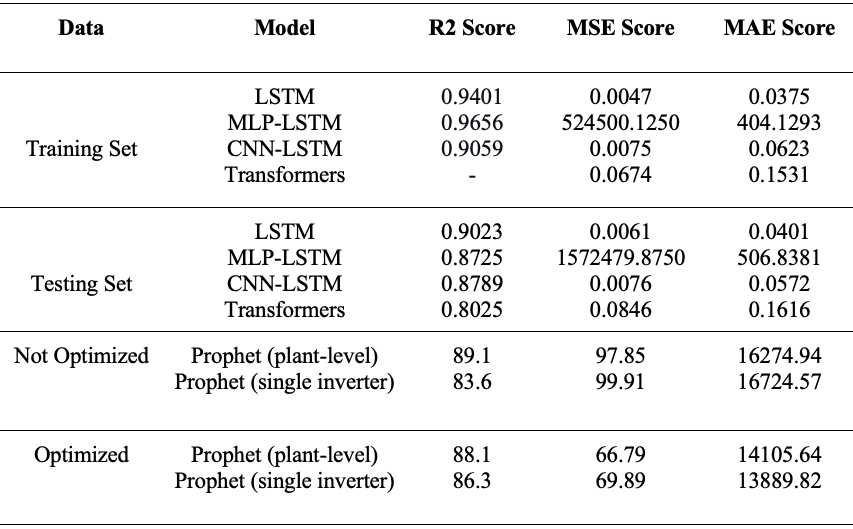 Data Model R2 Score MSE Score MAE Score
LSTM 0.9401 0.0047 0.0375
MLP-LSTM 0.9656 524500.1250 404.1293
Training Set CNN-LSTM 0.9059 0.0075 0.0623
Transformers - 0.0674 0.1531
LSTM 0.9023 0.0061 0.0401
MLP-LSTM 0.8725 1572479.8750 506.8381
Testing Set CNN-LSTM 0.8789 0.0076 0.0572
Transformers 0.8025 0.0846 0.1616
Not Optimized Prophet (plant-level) 89.1 97.85 16274.94
Prophet (single inverter) 83.6 99.91 16724.57
Optimized Prophet (plant-level) 88.1 66.79 14105.64
Prophet (single inverter) 86.3 69.89 13889.82